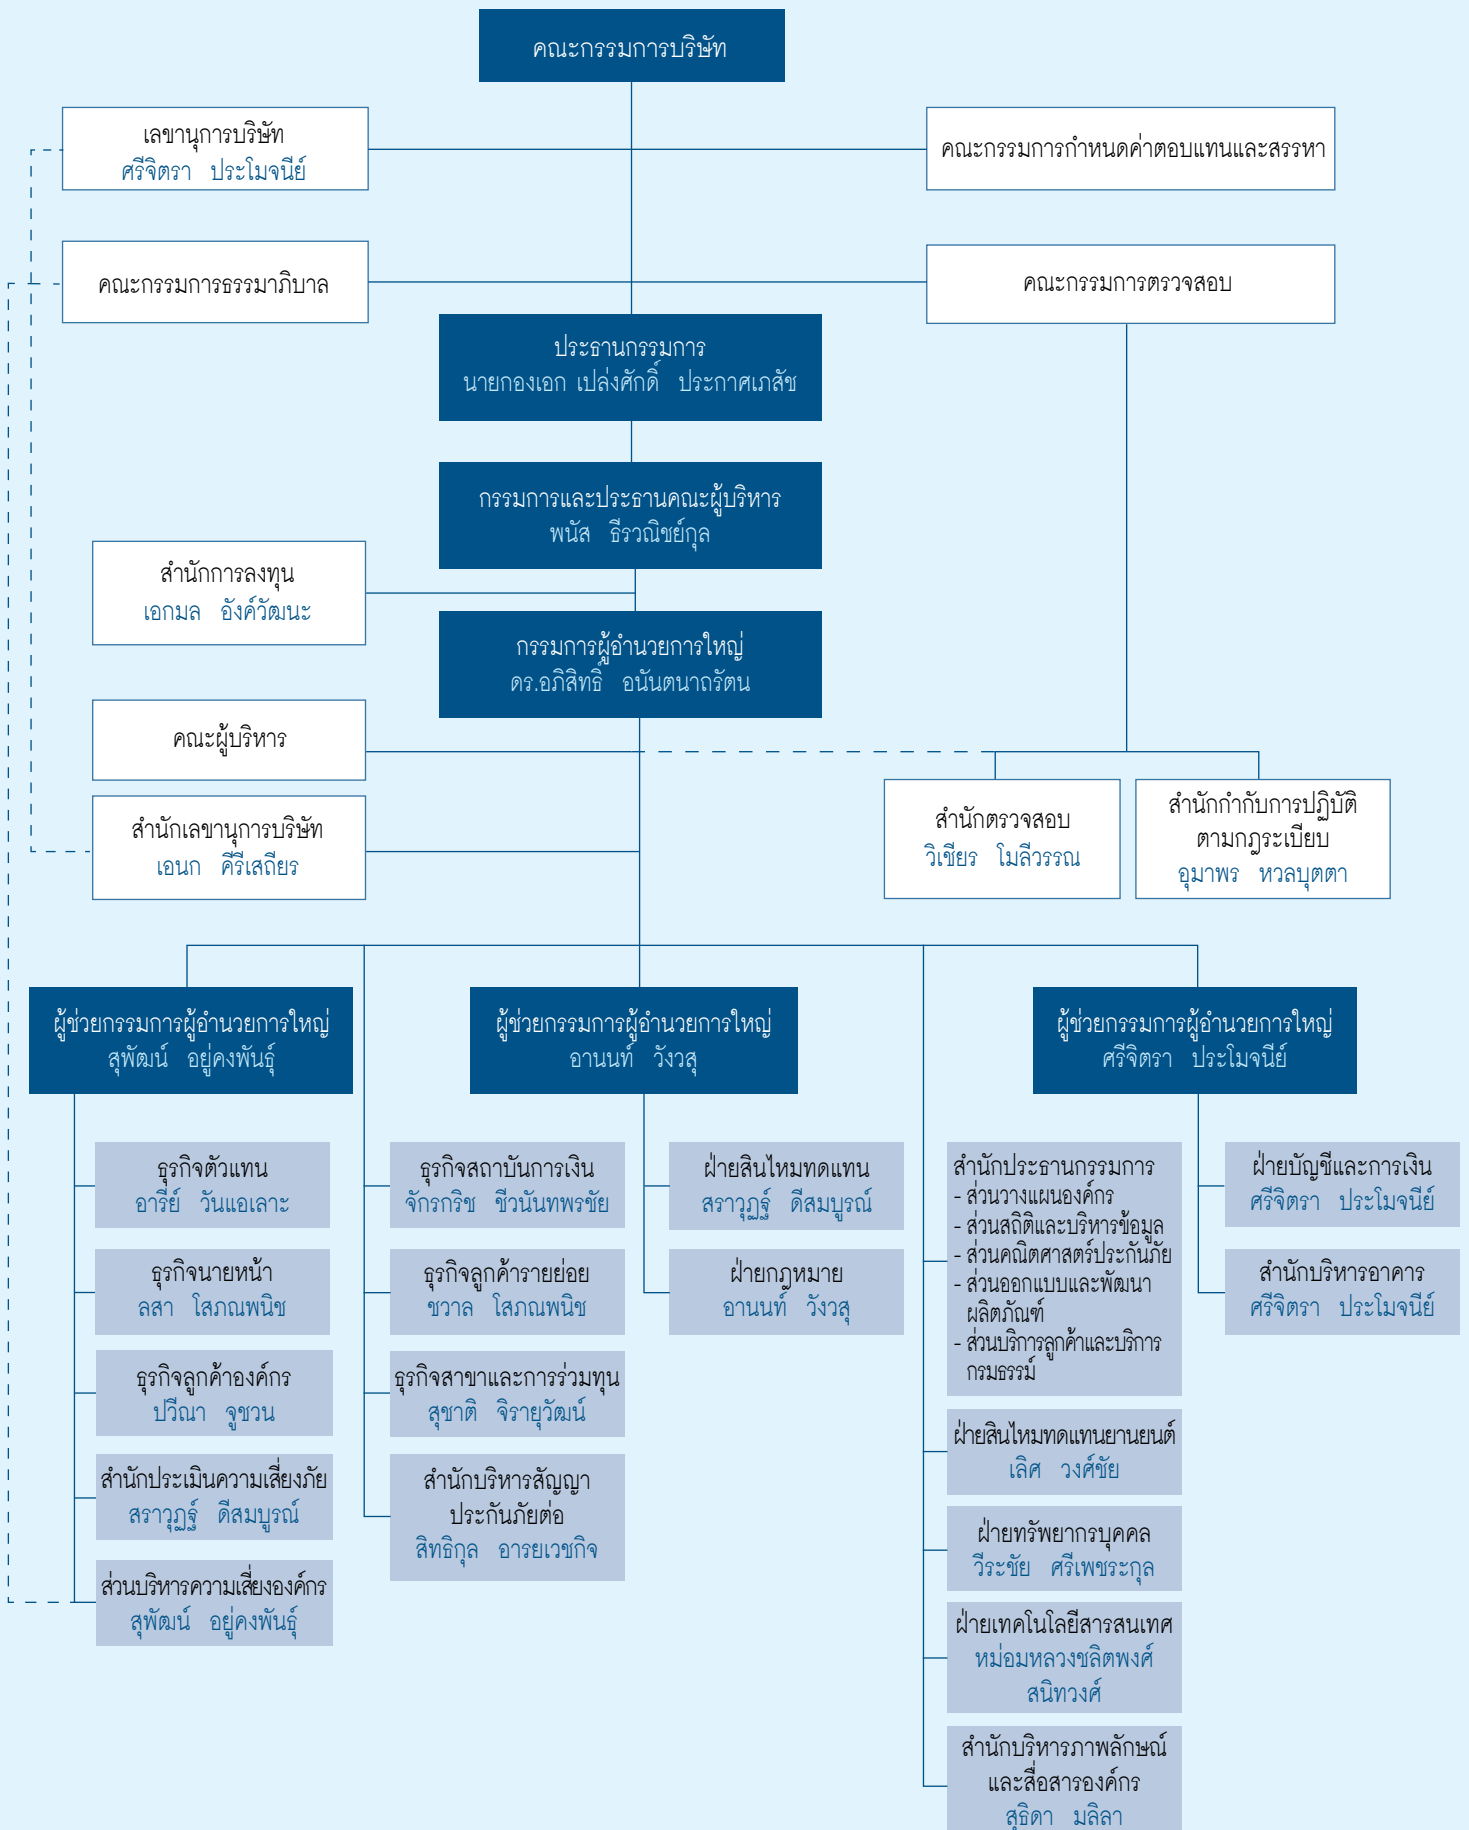 คณะกรรมการบริษัท
เลขานุการบริษัท
ศรีจิตรา ประโมจนีย์
คณะกรรมการกำหนดค่าตอบแทนและสรรหา
คณะกรรมการธรรมาภิบาล
คณะกรรมการตรวจสอบ
ประธานกรรมการ
นายกองเอก เปล่งศักดิ์ ประกาศเภสัช
กรรมการและประธานคณะผู้บริหาร
พนัส ธีรวณิชย์กุล
สำนักการลงทุน
เอกมล อังค์วัฒนะ
กรรมการผู้อำนวยการใหญ่
ดร.อภิสิทธิ์ อนันตนาถรัตน
คณะผู้บริหาร
สำนักเลขานุการบริษัท
เอนก คีรีเสถียร
สำนักตรวจสอบ
วิเชียร โมลีวรรณ
สำนักกำกับการปฏิบัติ
ตามกฎระเบียบ
อุมาพร หวลบุตตา
ผู้ช่วยกรรมการผู้อำนวยการใหญ่
สุพัฒน์ อยู่คงพันธุ์
ผู้ช่วยกรรมการผู้อำนวยการใหญ่
อานนท์ วังวสุ
ผู้ช่วยกรรมการผู้อำนวยการใหญ่
ศรีจิตรา ประโมจนีย์
ธุรกิจตัวแทน
อารีย์ วันแอเลาะ
ธุรกิจนายหน้า
ลสา โสภณพนิช
ธุรกิจลูกค้าองค์กร
ปวีณา จูชวน
สำนักประเมินความเสี่ยงภัย
สราวุฏฐ์ ดีสมบูรณ์
ส่วนบริหารความเสี่ยงองค์กร
สุพัฒน์ อยู่คงพันธุ์
ธุรกิจสถาบันการเงิน
จักรกริช ชีวนันทพรชัย
ธุรกิจลูกค้ารายย่อย
ชวาล โสภณพนิช
ธุรกิจสาขาและการร่วมทุน
สุชาติ จิรายุวัฒน์
สำนักบริหารสัญญา
ประกันภัยต่อ
สิทธิกุล อารยเวชกิจ
ฝ่ายสินไหมทดแทน
สราวุฏฐ์ ดีสมบูรณ์
ฝ่ายกฎหมาย
อานนท์ วังวสุ
สำนักประธานกรรมการ
- ส่วนวางแผนองค์กร
- ส่วนสถิติและบริหารข้อมูล
- ส่วนคณิตศาสตร์ประกันภัย
- ส่วนออกแบบและพัฒนา
ผลิตภัณฑ์
- ส่วนบริการลูกค้าและบริการ
กรมธรรม์
ฝ่ายสินไหมทดแทนยานยนต์
เลิศ วงศ์ชัย
ฝ่ายทรัพยากรบุคคล
วีระชัย ศรีเพชระกุล
ฝ่ายเทคโนโลยีสารสนเทศ
หม่อมหลวงชลิตพงศ์
สนิทวงศ์
สำนักบริหารภาพลักษณ์
และสื่อสารองค์กร
สุธิดา มลิลา
ฝ่ายบัญชีและการเงิน
ศรีจิตรา ประโมจนีย์
สำนักบริหารอาคาร
ศรีจิตรา ประโมจนีย์